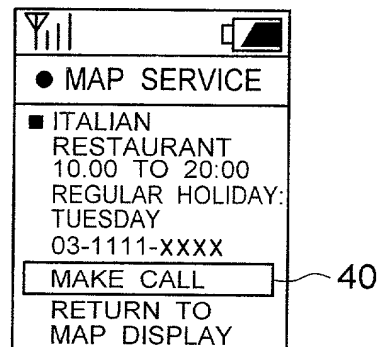 ● MAP SERVICE
■ ITALIAN
RESTAURANT
10.00 TO 20:00
REGULAR HOLIDAY:
TUESDAY
03-1111-XXXX
MAKE CALL
40
RETURN TO
MAP DISPLAY